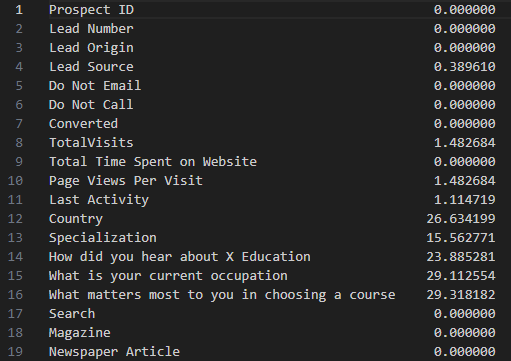 1 Prospect ID 0.000000
2 Lead Number 0.000000
3 Lead Origin 0.000000
4 Lead Source 0.389610
5 Do Not Email 0.000000
6 Do Not Call 0.000000
7 Converted 0.000000
8 TotalVisits 1.482684
9 Total Time Spent on Website 0.000000
10 Page Views Per Visit 1.482684
11 Last Activity 1.114719
12 Country 26.634199
13 Specialization 15.562771
14 How did you hear about X Education 23.885281
15 What is your current occupation 29.112554
16 What matters most to you in choosing a course 29.318182
17 Search 0.000000
18 Magazine 0.000000
19 Newspaper Article 0.000000